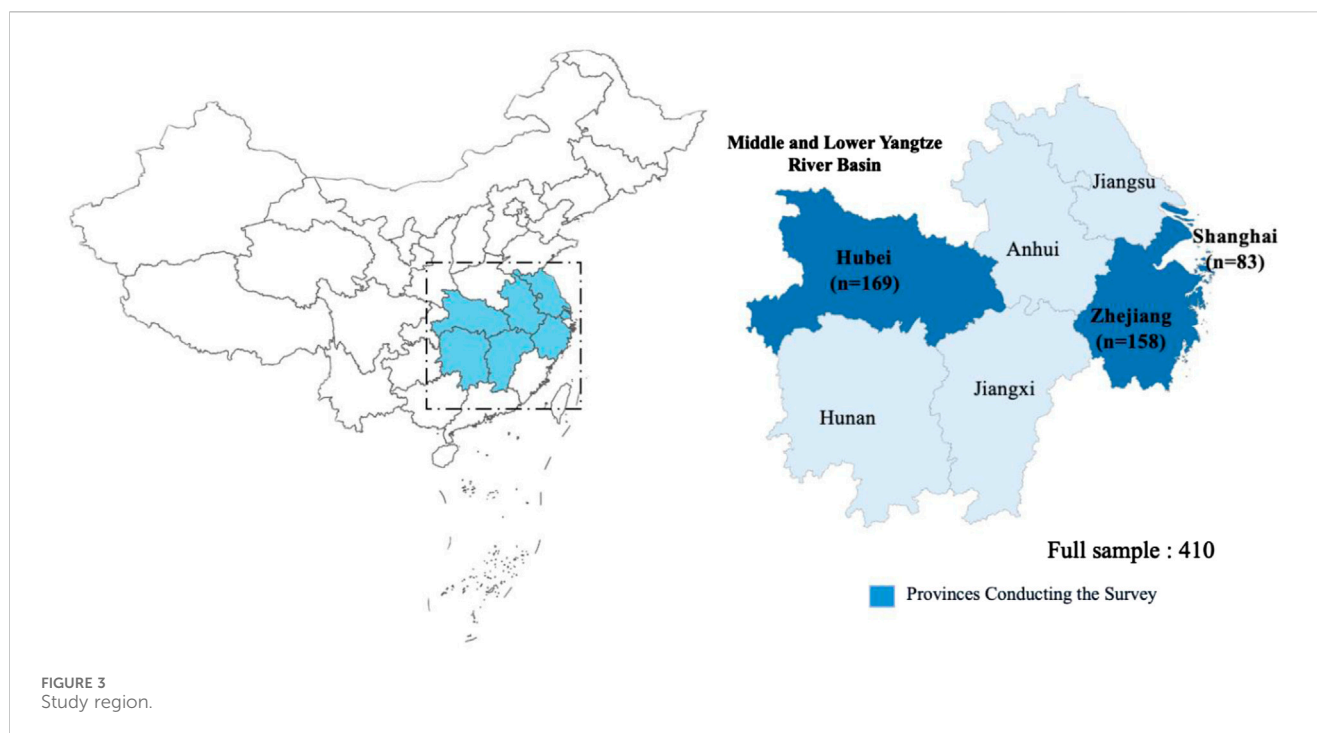 Middle and Lower Yangtze
River Basin
Jiangsu
Shanghai
(n=83)
Anhui
Hubei
(n=169)
Zhejiang
(n=158)
Jiangxi
Hunan
Full sample : 410
Provinces Conducting the Survey
FIGURE 3
Study region.